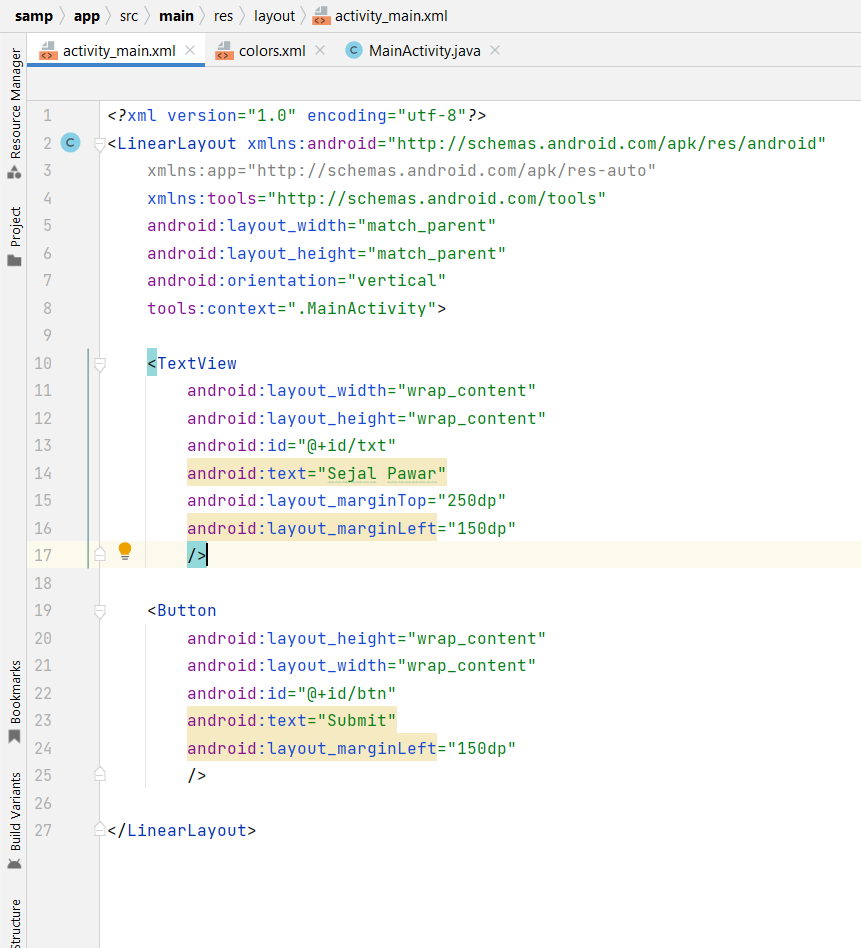 samp app src main res layout activity_main.xml
activity_main.xml colors.xml C MainActivity.java
Resource Manager
Project
Bookmarks
Build Variants
Structure
1 <?xml version="1.0" encoding="utf-8"?>
2 C <LinearLayout xmlns:android="http://schemas.android.com/apk/res/android"
3 xmlns:app="http://schemas.android.com/apk/res-auto"
4 xmlns:tools="http://schemas.android.com/tools"
5 android:layout_width="match_parent"
6 android:layout_height="match_parent"
7 android:orientation="vertical"
8 tools:context=".MainActivity">
9
10 <TextView
11 android:layout_width="wrap_content"
12 android:layout_height="wrap_content"
13 android:id="@+id/txt"
14 android:text="Sejal Pawar"
15 android:layout_marginTop="250dp"
16 android:layout_marginLeft="150dp"
17 />
18
19 <Button
20 android:layout_height="wrap_content"
21 android:layout_width="wrap_content"
22 android:id="@+id/btn"
23 android:text="Submit"
24 android:layout_marginLeft="150dp"
25 />
26
27 </LinearLayout>